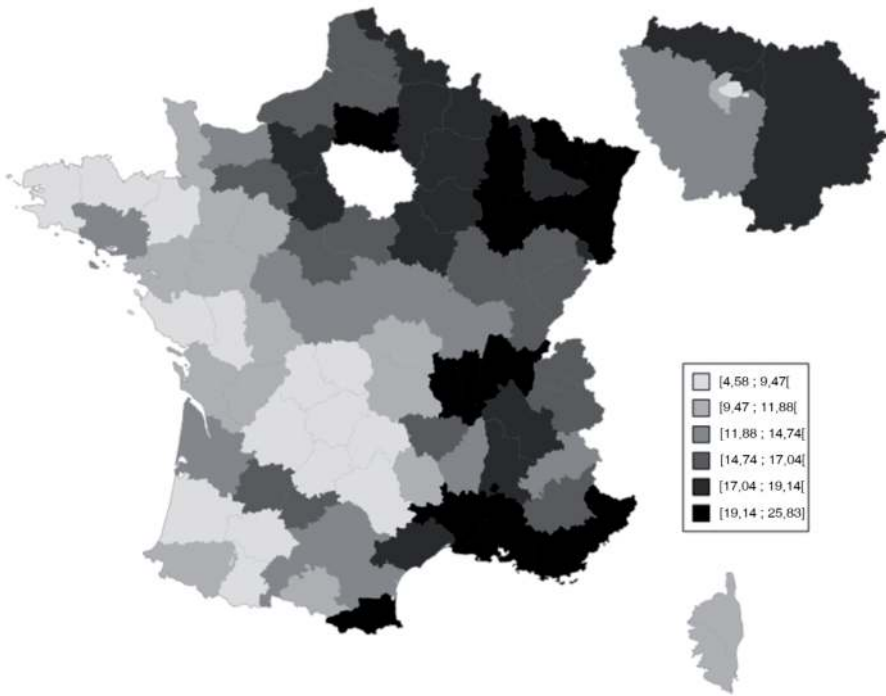 [4,58 ; 9,47[
[9,47 ; 11,88[
[11,88 ; 14,74[
[14,74 ; 17,04[
[17,04 ; 19,14[
[19,14 ; 25,83]